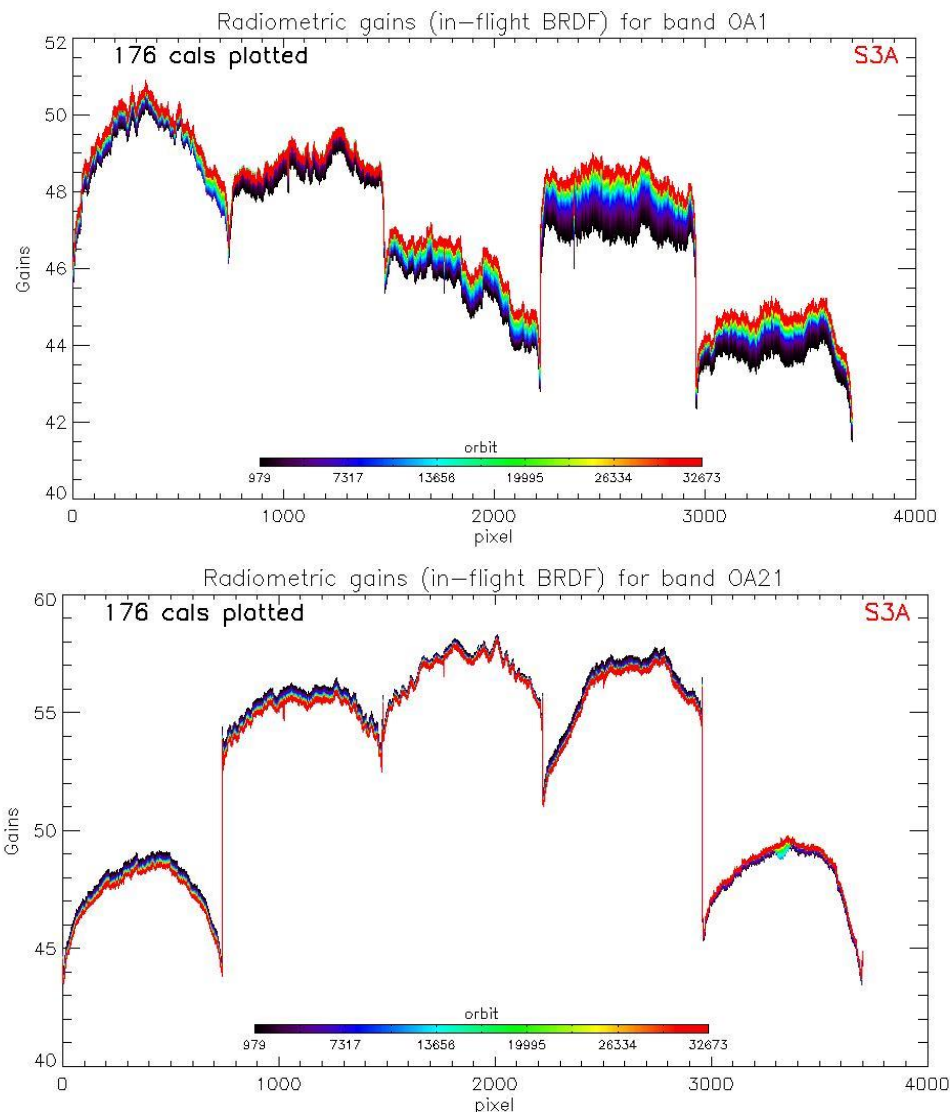 Radiometric gains (in-flight BRDF) for band OA1
176 cals plotted S3A
52
50
48
46
44
42
40
Gains
orbit
979 7317 13656 19995 26334 32673
0 1000 2000 3000 4000
pixel
Radiometric gains (in-flight BRDF) for band OA21
176 cals plotted S3A
60
55
50
45
40
Gains
orbit
979 7317 13656 19995 26334 32673
0 1000 2000 3000 4000
pixel